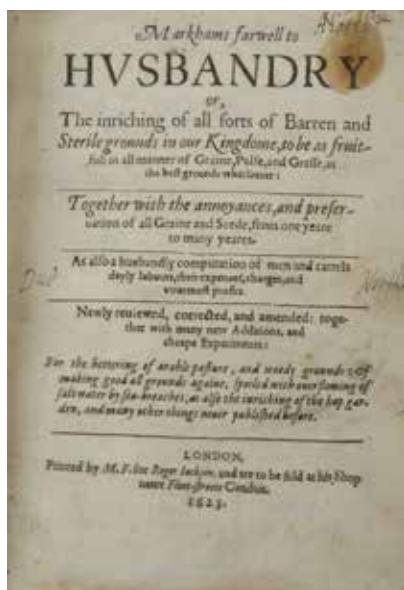 Markhams farwell to
HVSBANDRY
or,
The inriching of all sorts of Barren and
Sterile grounds in our Kingdome, to be as fruit-
full in all manner of Graine, Pulse, and Grasse, as
the best grounds whatsoeuer:
Together with the annoyances, and preser-
uation of all Graine and Seede, from one yeare
to many yeares.
As also a husbandly computation of men and cattels
dayly labours, their expences, charges, and
vttermost profits.
Newly reuiewed, corrected, and amended: toge-
ther with many new Additions, and
cheape Experiments:
For the bettering of arable pasture, and woody grounds: Of
making good all grounds againe, spoiled with ouerflowing of
salt water by sea-breaches, as also the inriching of the hop gar-
den, and many other things neuer published before.
LONDON,
Printed by M. F. for Roger Jackson, and are to be sold at his Shop
neere Fleet-streete Conduit.